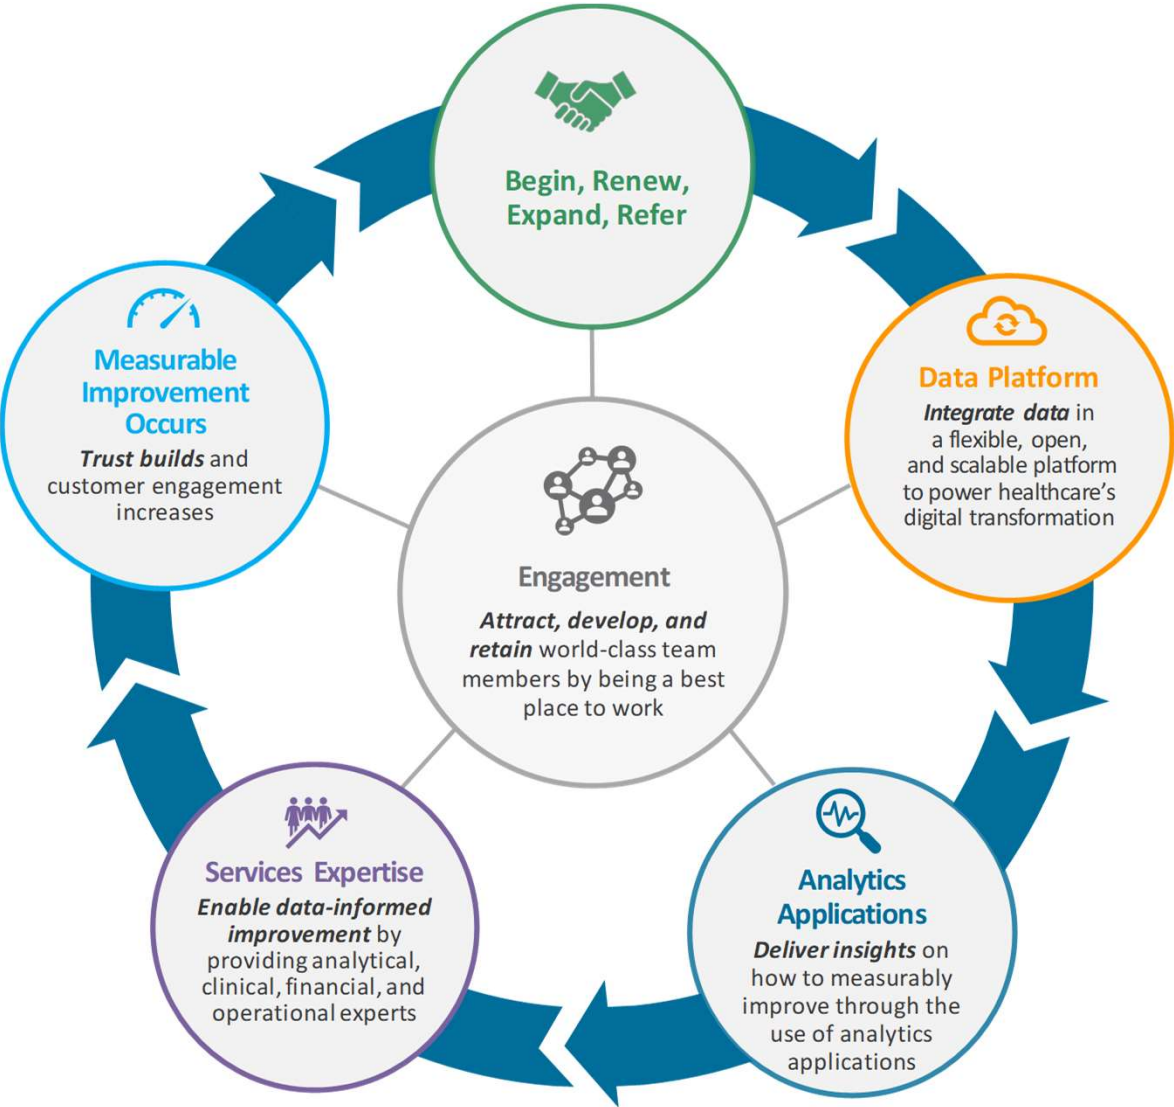 Begin, Renew,
Expand, Refer
Data Platform
Integrate data in
a flexible, open,
and scalable platform
to power healthcare's
digital transformation
Analytics
Applications
Deliver insights on
how to measurably
improve through the
use of analytics
applications
Services Expertise
Enable data-informed
improvement by
providing analytical,
clinical, financial, and
operational experts
Measurable
Improvement
Occurs
Trust builds and
customer engagement
increases
Engagement
Attract, develop, and
retain world-class team
members by being a best
place to work